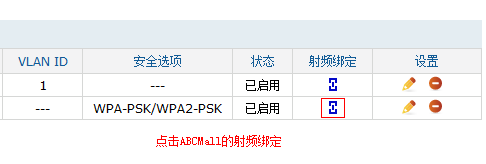 VLAN ID 安全选项 状态 射频绑定 设置
1 --- 已启用
--- WPA-PSK/WPA2-PSK 已启用
点击ABCMall的射频绑定